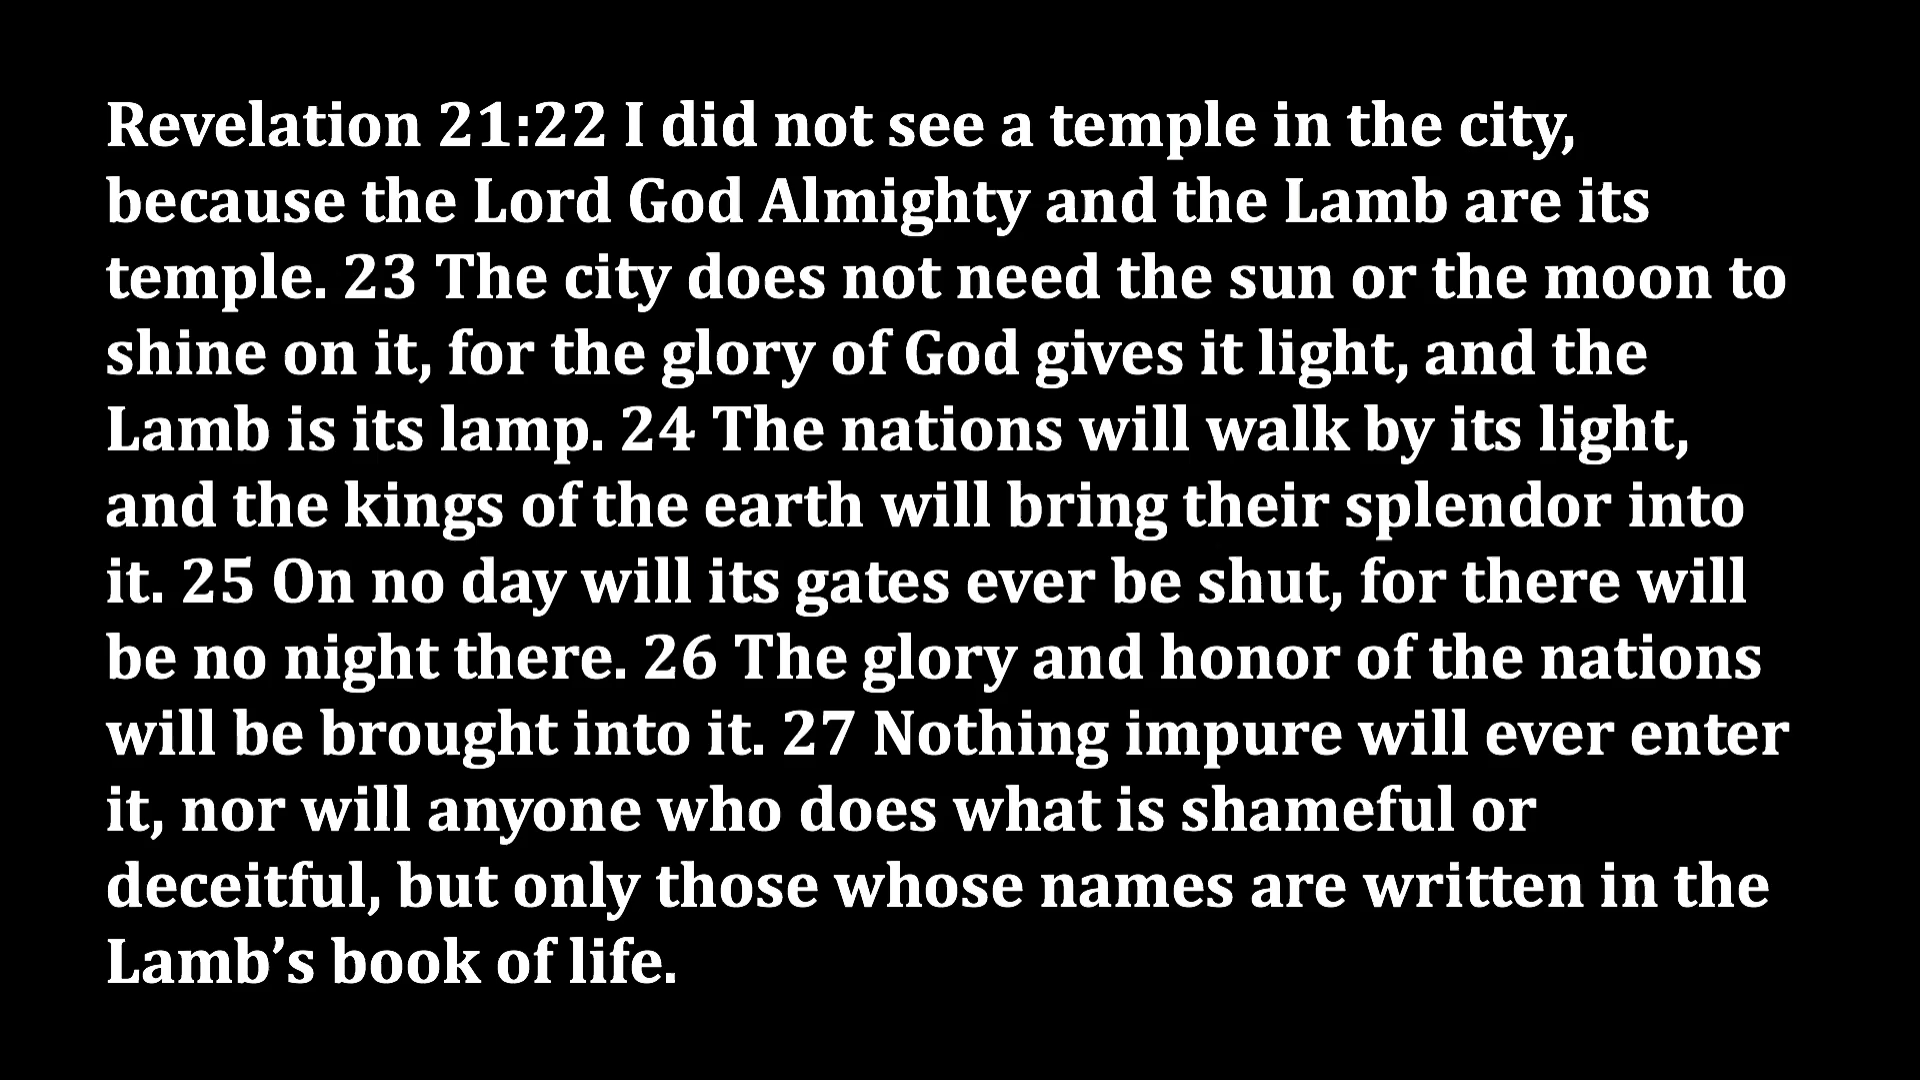 Revelation 21:22 I did not see a temple in the city,
because the Lord God Almighty and the Lamb are its
temple. 23 The city does not need the sun or the moon to
shine on it, for the glory of God gives it light, and the
Lamb is its lamp. 24 The nations will walk by its light,
and the kings of the earth will bring their splendor into
it. 25 On no day will its gates ever be shut, for there will
be no night there. 26 The glory and honor of the nations
will be brought into it. 27 Nothing impure will ever enter
it, nor will anyone who does what is shameful or
deceitful, but only those whose names are written in the
Lamb’s book of life.